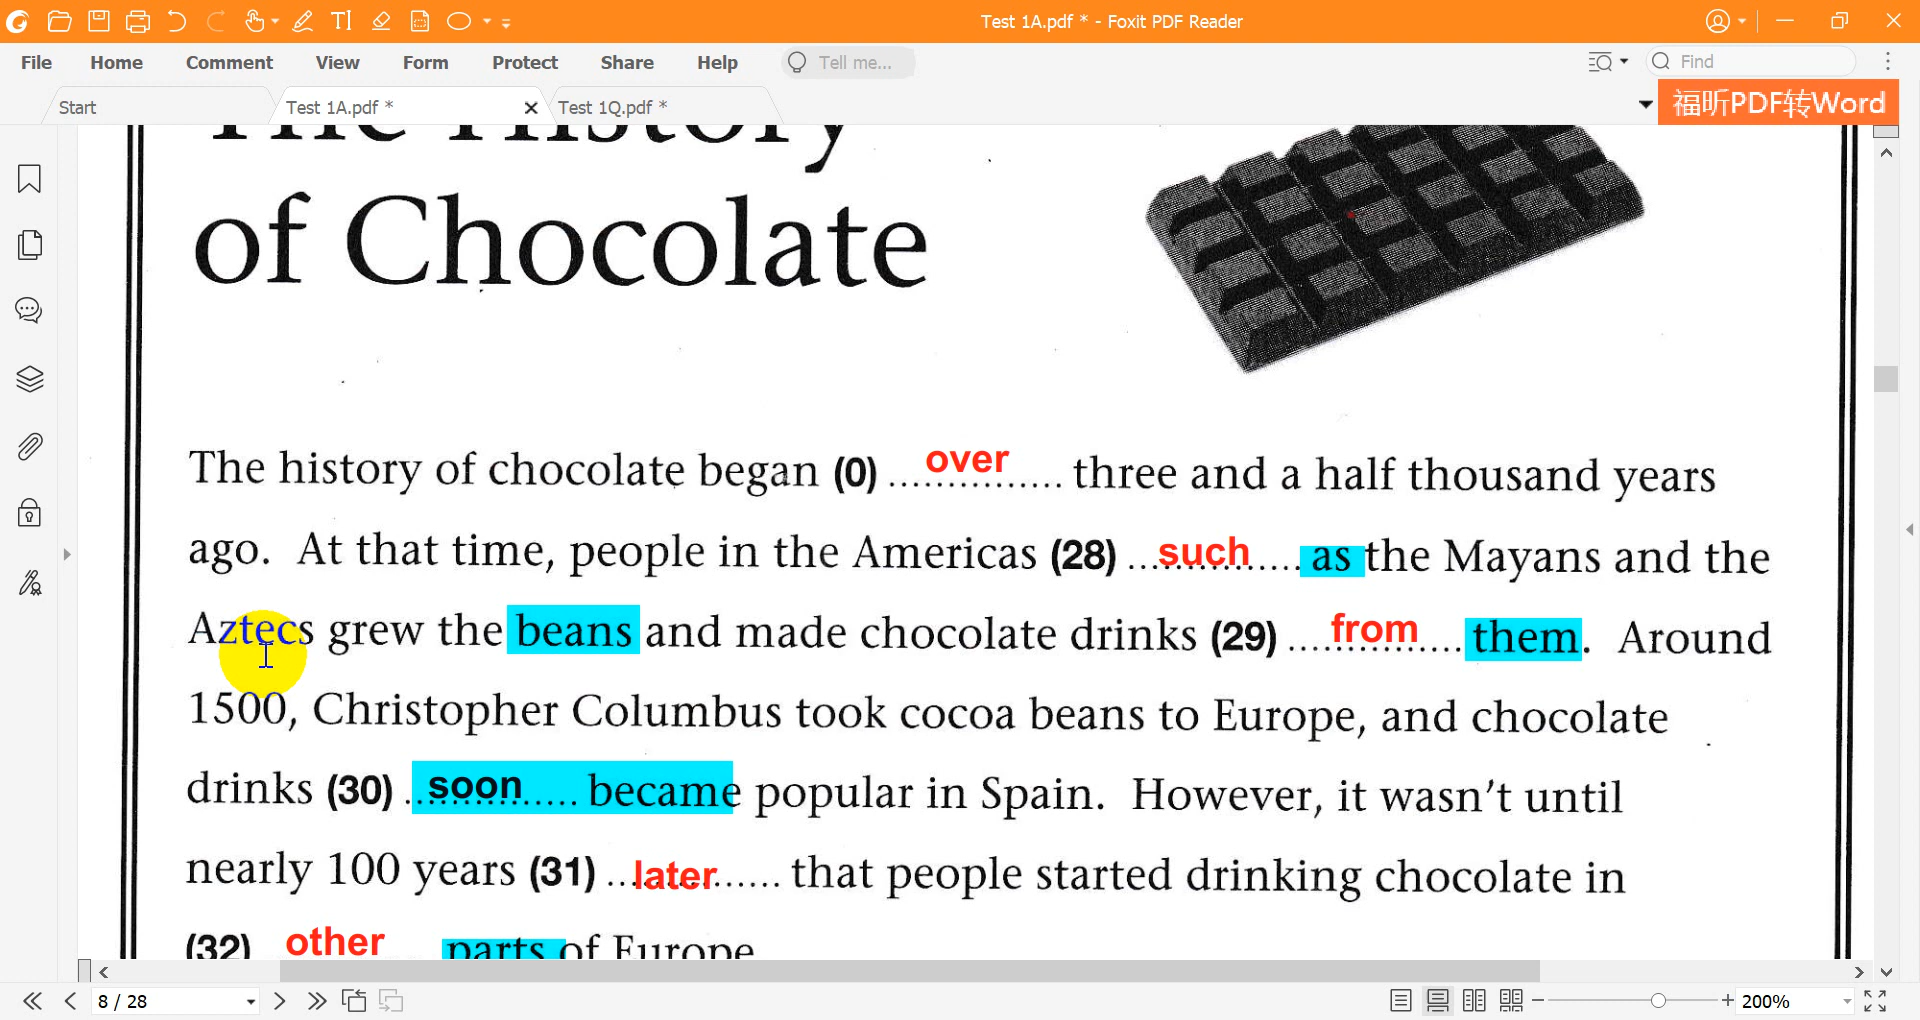 Test 1A.pdf * - Foxit PDF Reader
File Home Comment View Form Protect Share Help Tell me... Find
Start Test 1A.pdf * Test 1Q.pdf * 福昕PDF转Word
The History
of Chocolate
The history of chocolate began (0) over three and a half thousand years
ago. At that time, people in the Americas (28) such as the Mayans and the
Aztecs grew the beans and made chocolate drinks (29) from them. Around
1500, Christopher Columbus took cocoa beans to Europe, and chocolate
drinks (30) soon became popular in Spain. However, it wasn't until
nearly 100 years (31) later that people started drinking chocolate in
(32) other parts of Europe
8 / 28 200%